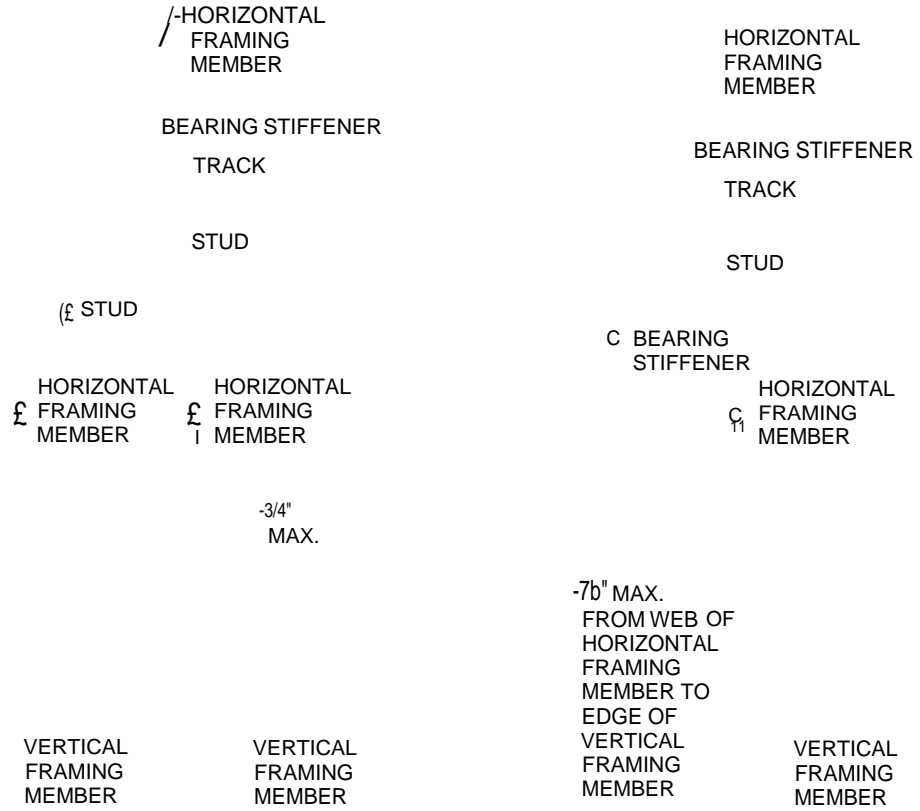 /-HORIZONTAL
/ FRAMING
MEMBER
BEARING STIFFENER
TRACK
STUD
(£ STUD
HORIZONTAL
£ FRAMING
MEMBER
HORIZONTAL
£ FRAMING
I MEMBER
-3/4"
MAX.
VERTICAL
FRAMING
MEMBER
VERTICAL
FRAMING
MEMBER
HORIZONTAL
FRAMING
MEMBER
BEARING STIFFENER
TRACK
STUD
C BEARING
STIFFENER
HORIZONTAL
C FRAMING
11 MEMBER
-7b" MAX.
FROM WEB OF
HORIZONTAL
FRAMING
MEMBER TO
EDGE OF
VERTICAL
FRAMING
MEMBER
VERTICAL
FRAMING
MEMBER